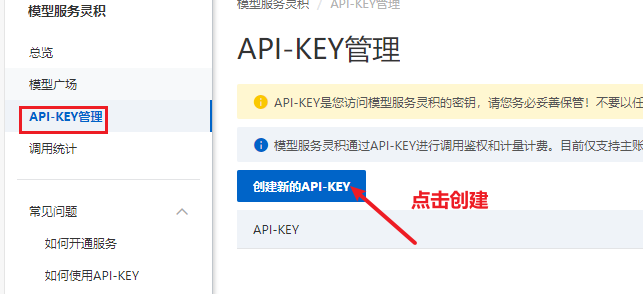 模型服务灵积
总览
模型广场
API-KEY管理
调用统计
常见问题
如何开通服务
如何使用API-KEY
模型服务灵积 / API-KEY管理
API-KEY管理
API-KEY是您访问模型服务灵积的密钥，请您务必妥善保管！不要以任
模型服务灵积通过API-KEY进行调用鉴权和计量计费。目前仅支持主账
创建新的API-KEY
点击创建
API-KEY